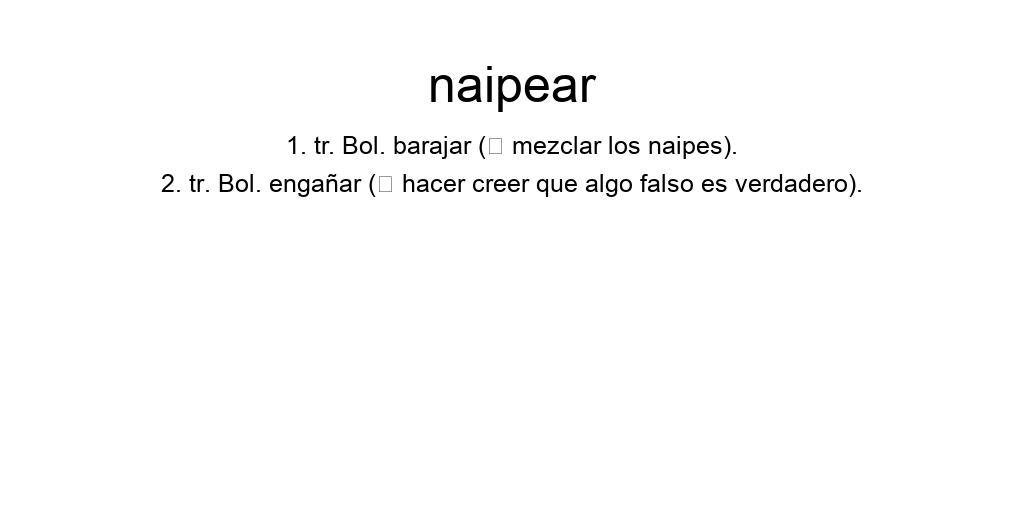 naipear
1. tr. Bol. barajar (□ mezclar los naipes).
2. tr. Bol. engañar (□ hacer creer que algo falso es verdadero).